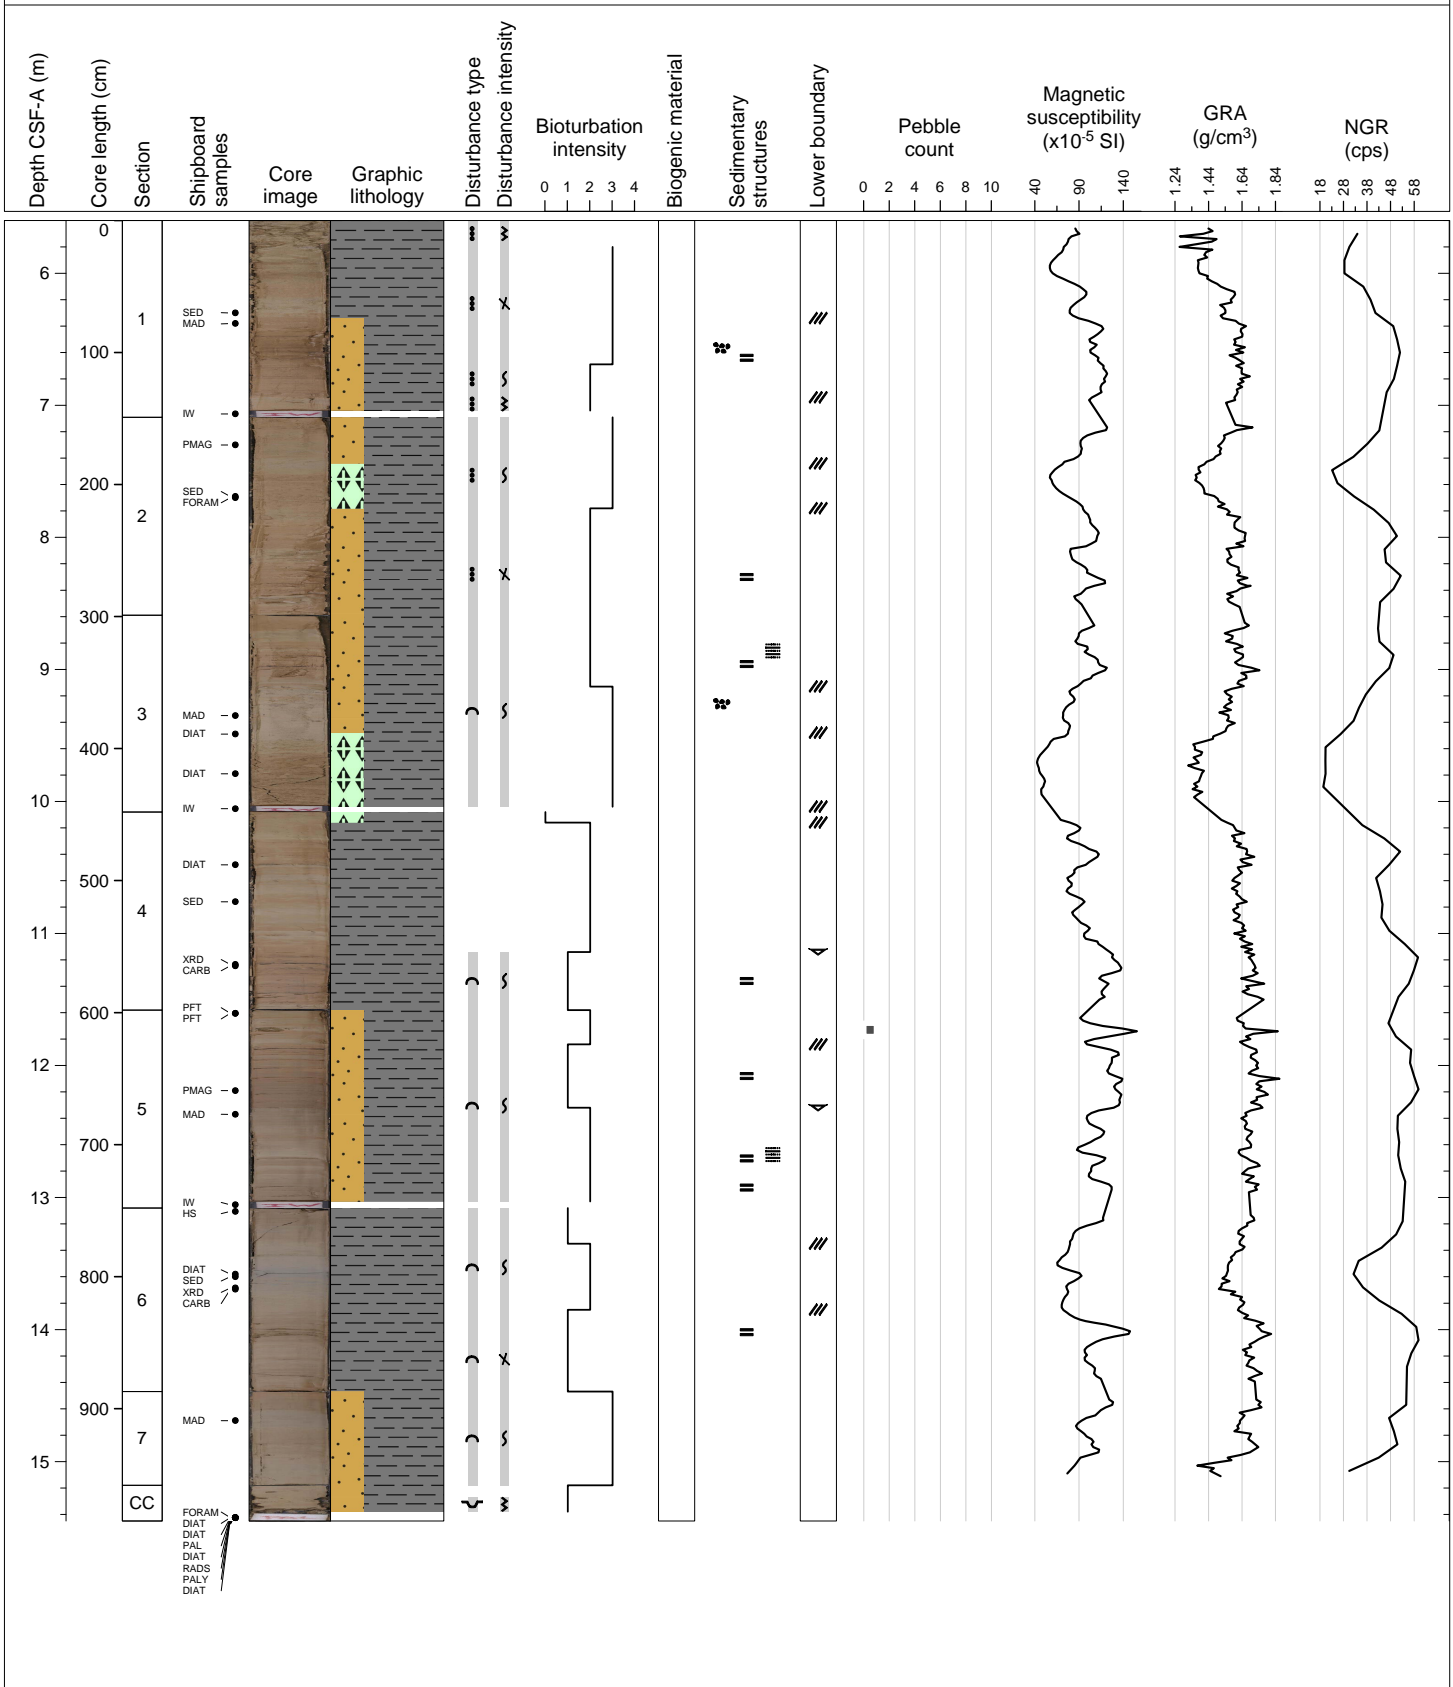 Depth CSF-A (m)
Core length (cm)
Section
Shipboard
samples
Core
image
Graphic
lithology
Disturbance type
Disturbance intensity
Bioturbation
intensity
0 1 2 3 4
Biogenic material
Sedimentary
structures
Lower boundary
Pebble
count
0 2 4 6 8 10
Magnetic
susceptibility
(x10-5 SI)
40 90 140
GRA
(g/cm3)
1.24 1.44 1.64 1.84
NGR
(cps)
18 28 38 48 58
0
6
SED
1
MAD
100
7
IW
PMAG
200
SED
FORAM
2
8
300
9
3
MAD
DIAT
400
DIAT
10
IW
DIAT
500
SED
4
11
XRD
CARB
PFT
600
PFT
12
PMAG
5
MAD
700
13
IW
HS
DIAT
800
SED
XRD
6
CARB
14
900
MAD
7
15
CC
FORAM
DIAT
DIAT
PAL
DIAT
RADS
PALY
DIAT